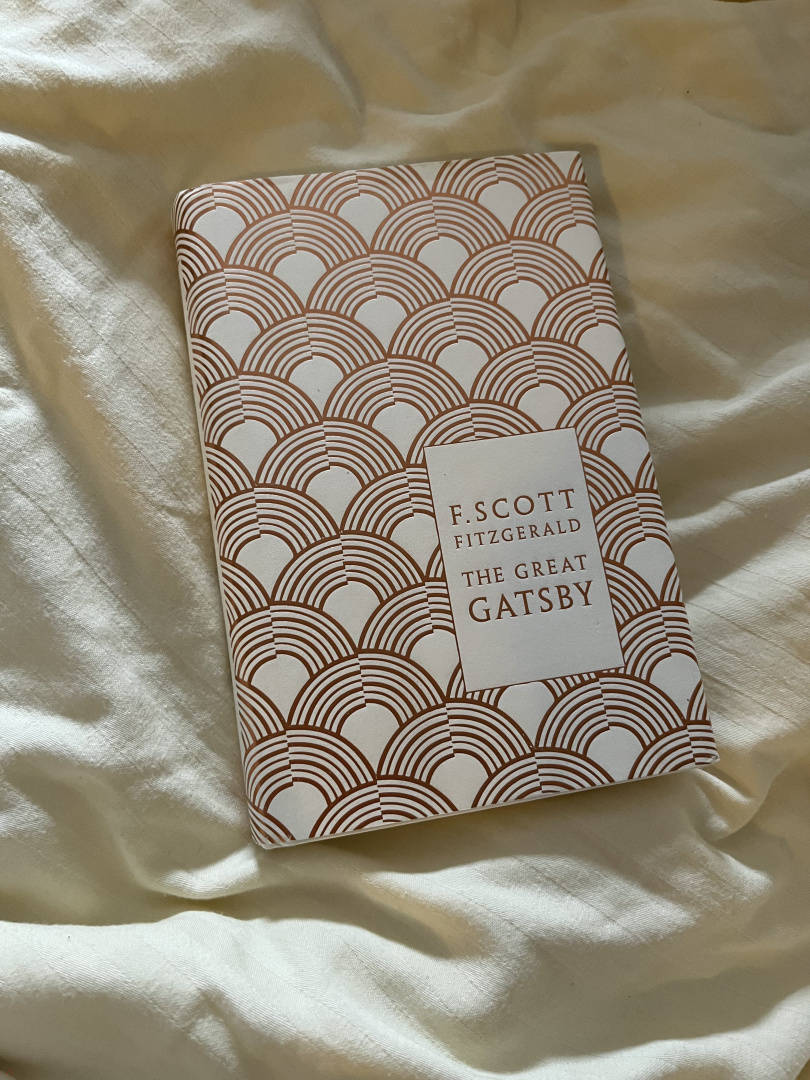 F. SCOTT
FITZGERALD
THE GREAT
GATSBY